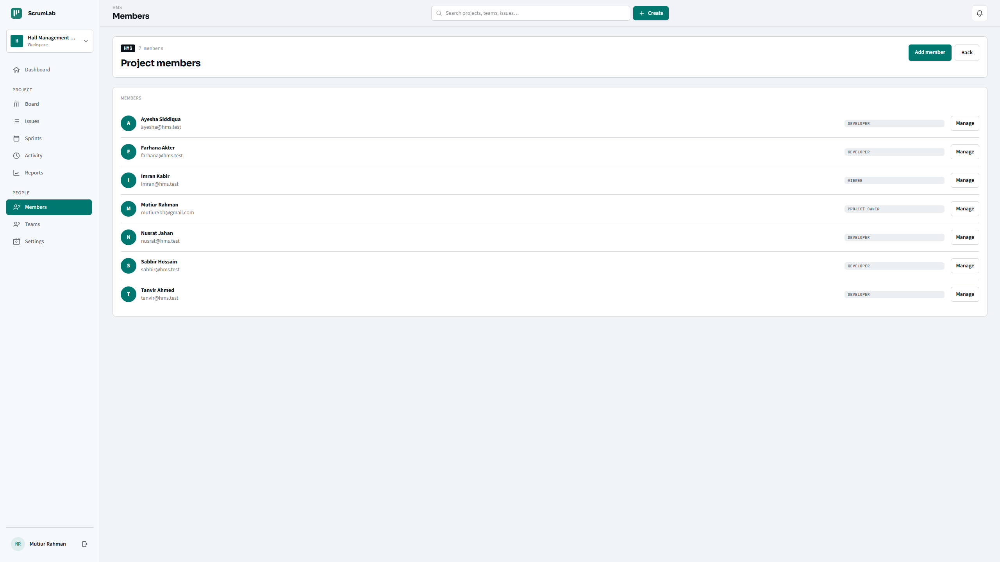 ScrumLab
H
Hall Management ...
Workspace
Dashboard
PROJECT
Board
Issues
Sprints
Activity
Reports
PEOPLE
Members
Teams
Settings
MR
Mutiur Rahman
HMS
Members
Search projects, teams, issues...
Create
HMS 7 members
Project members
Add member
Back
MEMBERS
A
Ayesha Siddiqua
ayesha@hms.test
DEVELOPER
Manage
F
Farhana Akter
farhana@hms.test
DEVELOPER
Manage
I
Imran Kabir
imran@hms.test
VIEWER
Manage
M
Mutiur Rahman
mutiur5bb@gmail.com
PROJECT OWNER
Manage
N
Nusrat Jahan
nusrat@hms.test
DEVELOPER
Manage
S
Sabbir Hossain
sabbir@hms.test
DEVELOPER
Manage
T
Tanvir Ahmed
tanvir@hms.test
DEVELOPER
Manage